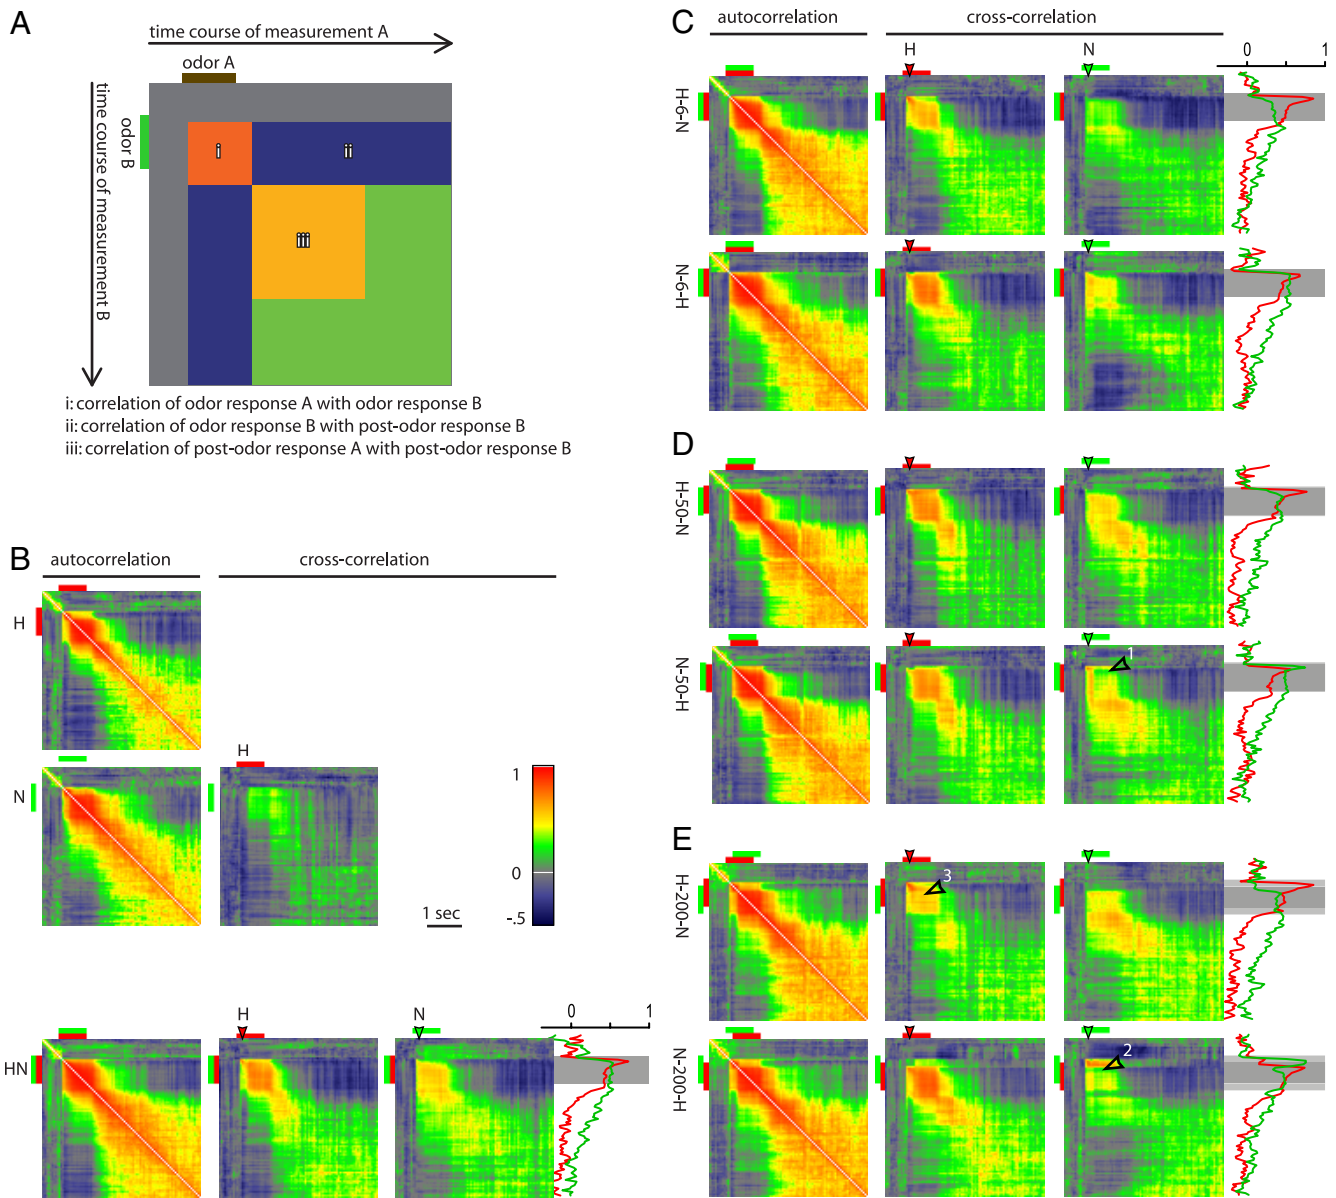 A
time course of measurement A
odor A
time course of measurement B
odor B
i
ii
iii
i: correlation of odor response A with odor response B
ii: correlation of odor response B with post-odor response B
iii: correlation of post-odor response A with post-odor response B
B
autocorrelation
cross-correlation
H
N
H
1
0
-.5
1 sec
HN
H
N
0
1
C
autocorrelation
cross-correlation
H
N
0
1
H-6-N
N-6-H
D
H-50-N
N-50-H
1
E
H-200-N
3
N-200-H
2